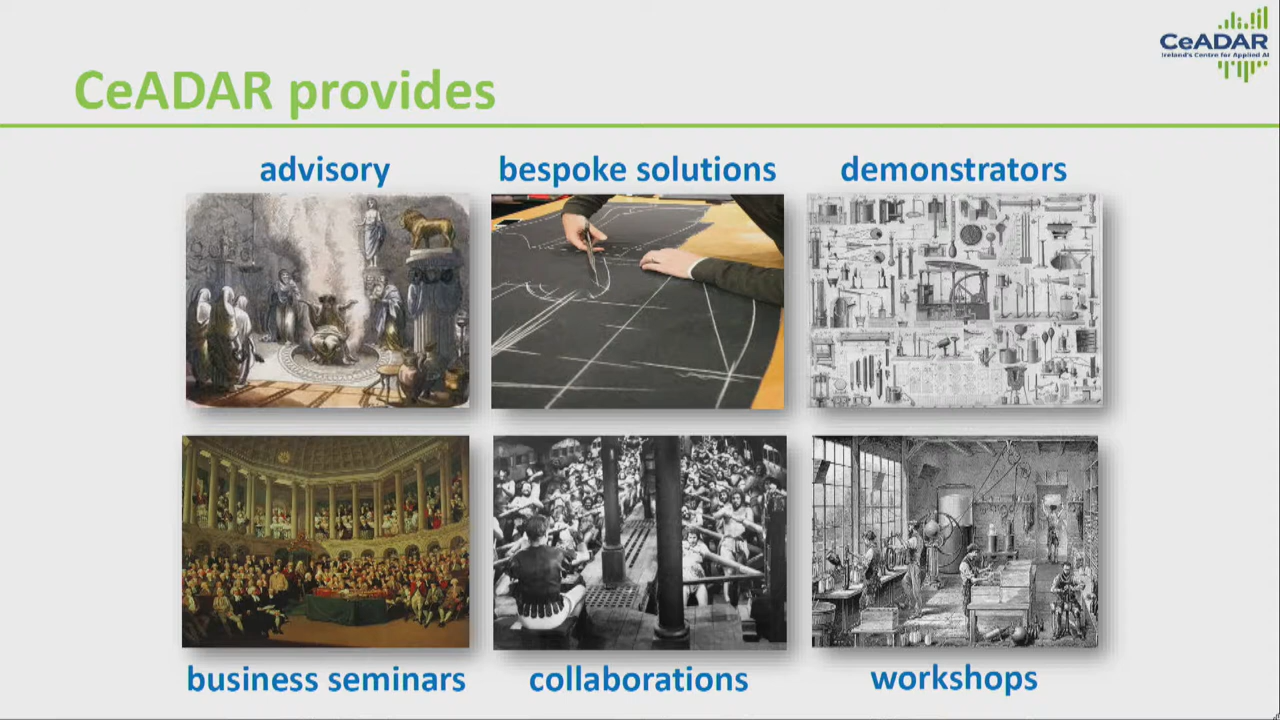 CeADAR
Ireland's Centre for Applied AI
CeADAR provides
advisory
bespoke solutions
demonstrators
business seminars
collaborations
workshops